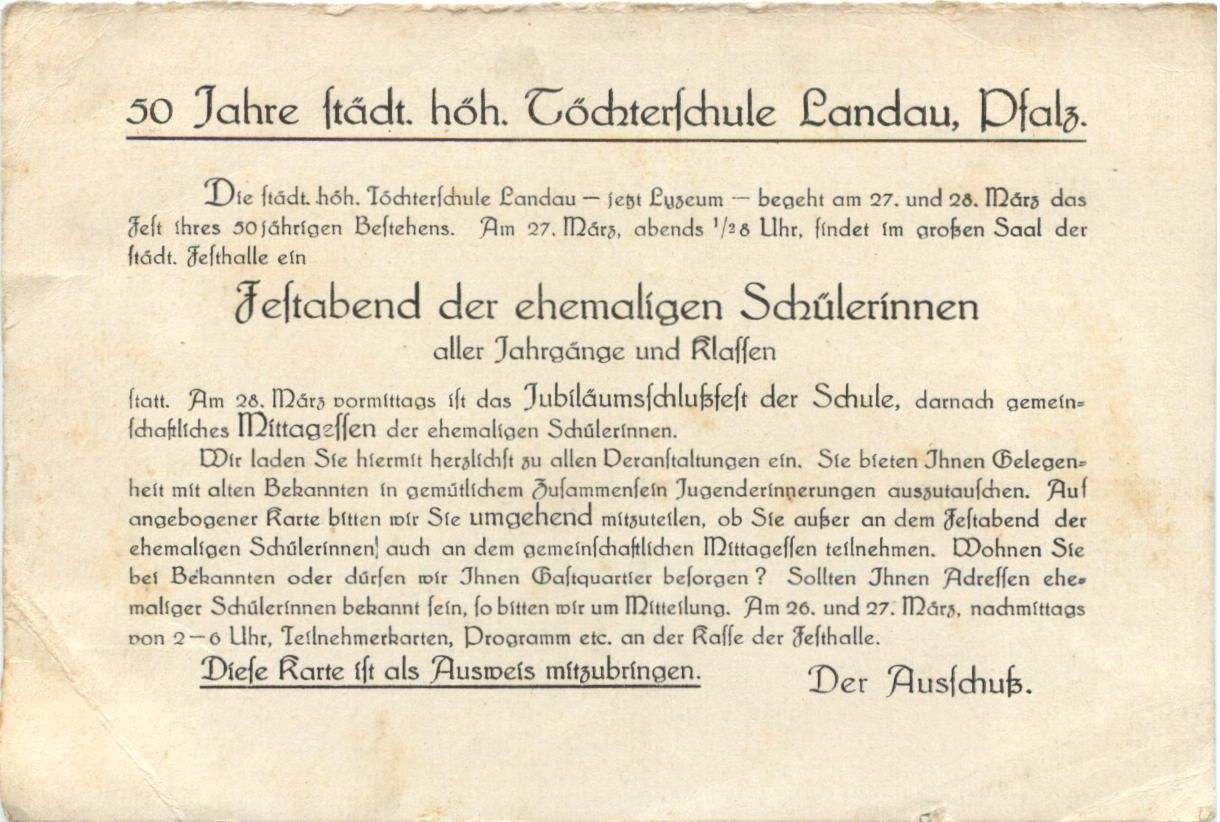 50 Jahre ſtädt. höh. Töchterſchule Landau, Pfalz.
Die ſtädt. höh. Töchterſchule Landau — jetzt Lyzeum — begeht am 27. und 28. März das
Feſt ihres 50jährigen Beſtehens. Am 27. März, abends 1/28 Uhr, findet im großen Saal der
ſtädt. Feſthalle ein
Feſtabend der ehemaligen Schülerinnen
aller Jahrgänge und Klaſſen
ſtatt. Am 28. März vormittags iſt das Jubiläumsſchlußfeſt der Schule, darnach gemein=
ſchaftliches Mittageſſen der ehemaligen Schülerinnen.
Wir laden Sie hiermit herzlichſt zu allen Veranſtaltungen ein. Sie bieten Ihnen Gelegen=
heit mit alten Bekannten in gemütlichem Zuſammenſein Jugenderinnerungen auszutauſchen. Auf
angebogener Karte bitten wir Sie umgehend mitzuteilen, ob Sie außer an dem Feſtabend der
ehemaligen Schülerinnen auch an dem gemeinſchaftlichen Mittageſſen teilnehmen. Wohnen Sie
bei Bekannten oder dürfen wir Ihnen Gaſtquartier beſorgen? Sollten Ihnen Adreſſen ehe=
maliger Schülerinnen bekannt ſein, ſo bitten wir um Mitteilung. Am 26. und 27. März, nachmittags
von 2—6 Uhr, Teilnehmerkarten, Programm etc. an der Kaſſe der Feſthalle.
Dieſe Karte iſt als Ausweis mitzubringen.
Der Ausſchuß.